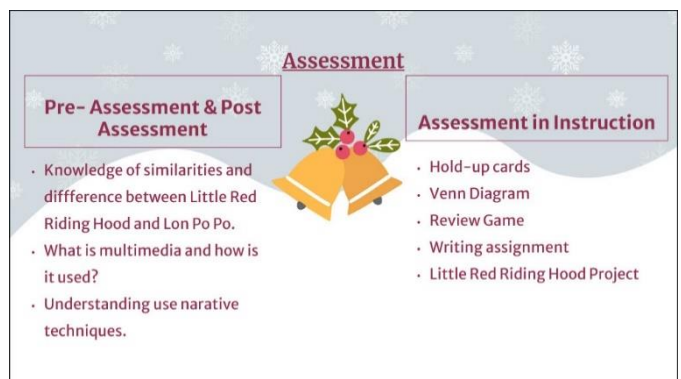 Assessment
Pre- Assessment & Post
Assessment
• Knowledge of similarities and
diffference between Little Red
Riding Hood and Lon Po Po.
• What is multimedia and how is
it used?
• Understanding use narative
techniques.
Assessment in Instruction
• Hold-up cards
• Venn Diagram
• Review Game
• Writing assignment
• Little Red Riding Hood Project